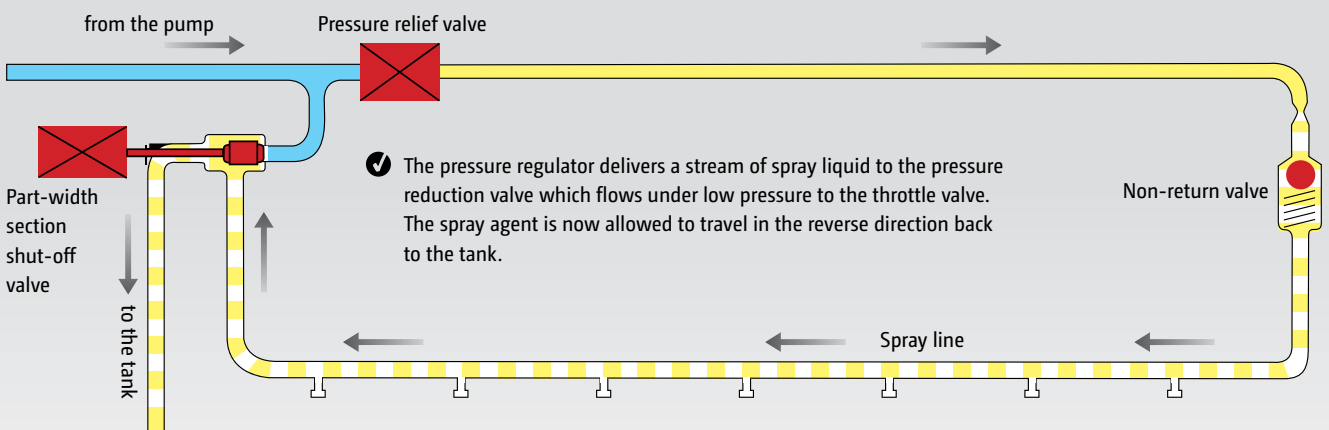 from the pump
Pressure relief valve
The pressure regulator delivers a stream of spray liquid to the pressure
reduction valve which flows under low pressure to the throttle valve.
The spray agent is now allowed to travel in the reverse direction back
to the tank.
Non-return valve
Part-width
section
shut-off
valve
to the tank
Spray line